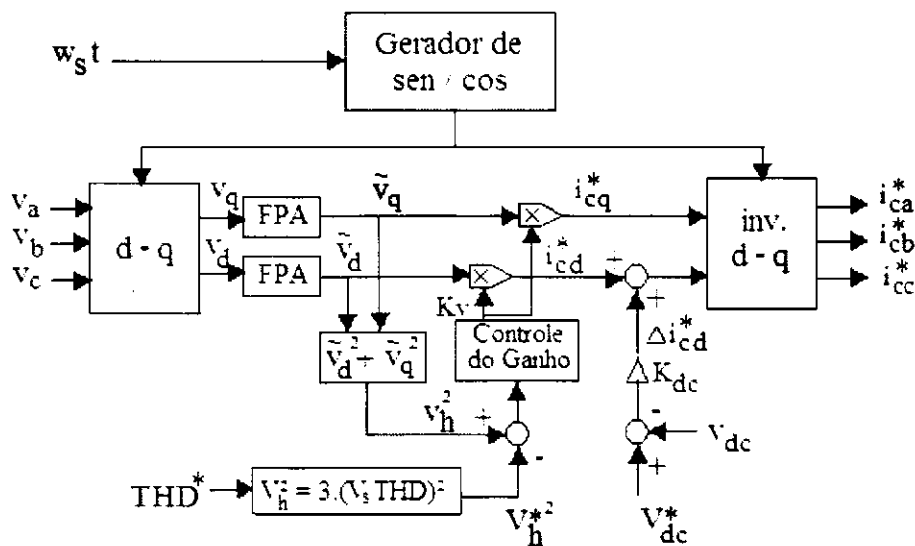 w_s t
Gerador de
sen / cos
v_a
v_b
v_c
d - q
v_q
v_d
FPA
FPA
ṽ_q
ṽ_d
×
×
i*_cq
i*_cd
Kv
+
+
inv.
d - q
i*_ca
i*_cb
i*_cc
ṽ_d² + ṽ_q²
Controle
do Ganho
Δi*_cd
K_dc
v_h²
+
-
-
+
v_dc
THD*
V_h² = 3.(V_s THD)²
V_h*²
V*_dc